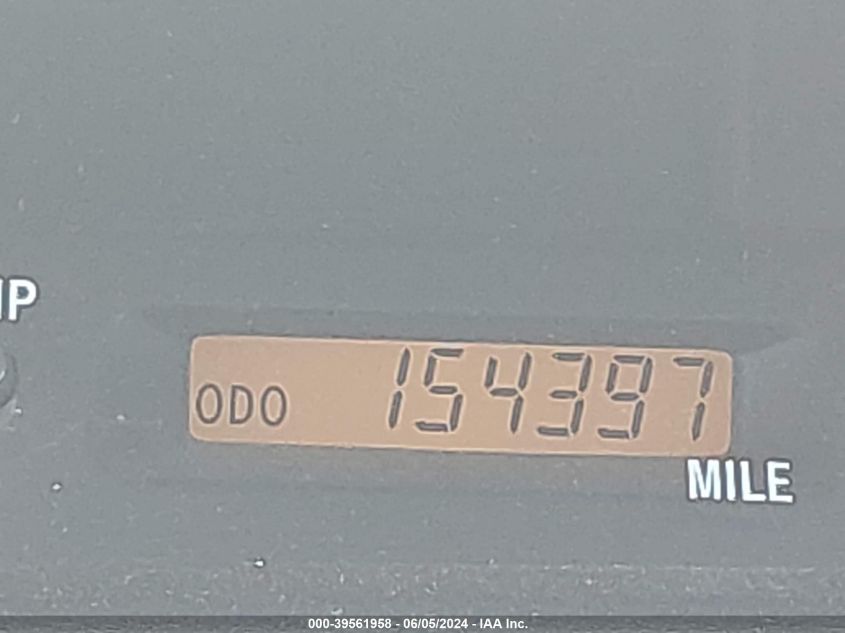 IP
ODO 154397
MILE
000-39561958 - 06/05/2024 - IAA Inc.